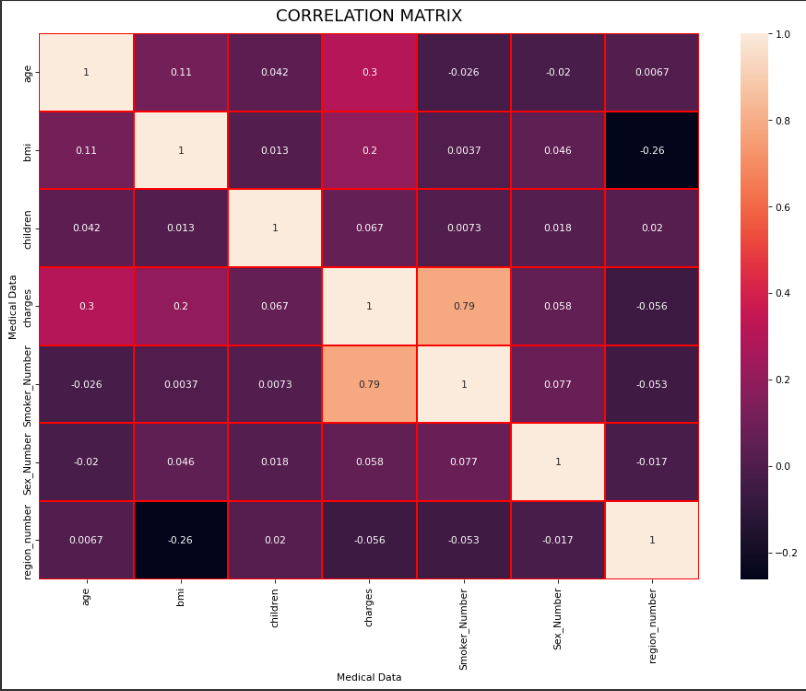 CORRELATION MATRIX
age 1 0.11 0.042 0.3 -0.026 -0.02 0.0067
bmi 0.11 1 0.013 0.2 0.0037 0.046 -0.26
children 0.042 0.013 1 0.067 0.0073 0.018 0.02
charges 0.3 0.2 0.067 1 0.79 0.058 -0.056
Smoker_Number -0.026 0.0037 0.0073 0.79 1 0.077 -0.053
Sex_Number -0.02 0.046 0.018 0.058 0.077 1 -0.017
region_number 0.0067 -0.26 0.02 -0.056 -0.053 -0.017 1
Medical Data
age bmi children charges Smoker_Number Sex_Number region_number
Medical Data
1.0
0.8
0.6
0.4
0.2
0.0
−0.2